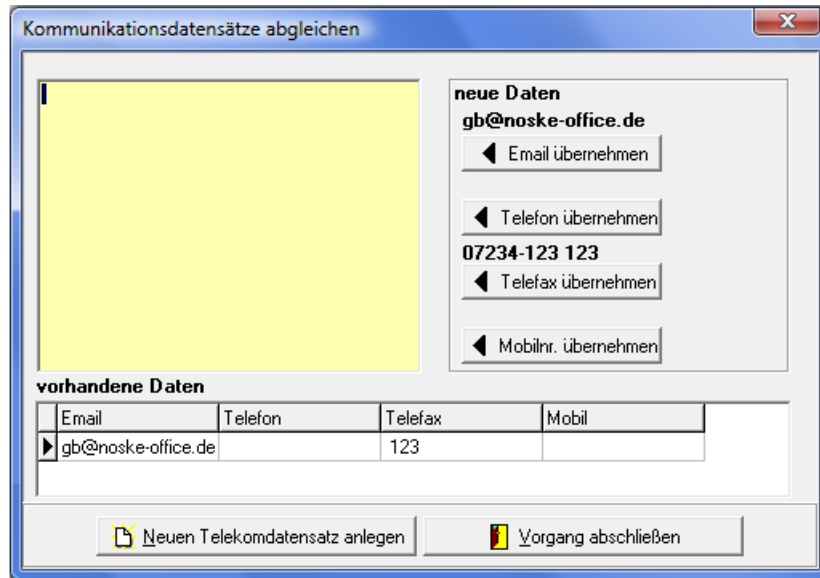 Kommunikationsdatensätze abgleichen
neue Daten
gb@noske-office.de
Email übernehmen
Telefon übernehmen
07234-123 123
Telefax übernehmen
Mobilnr. übernehmen
vorhandene Daten
Email Telefon Telefax Mobil
gb@noske-office.de 123
Neuen Telekomdatensatz anlegen Vorgang abschließen